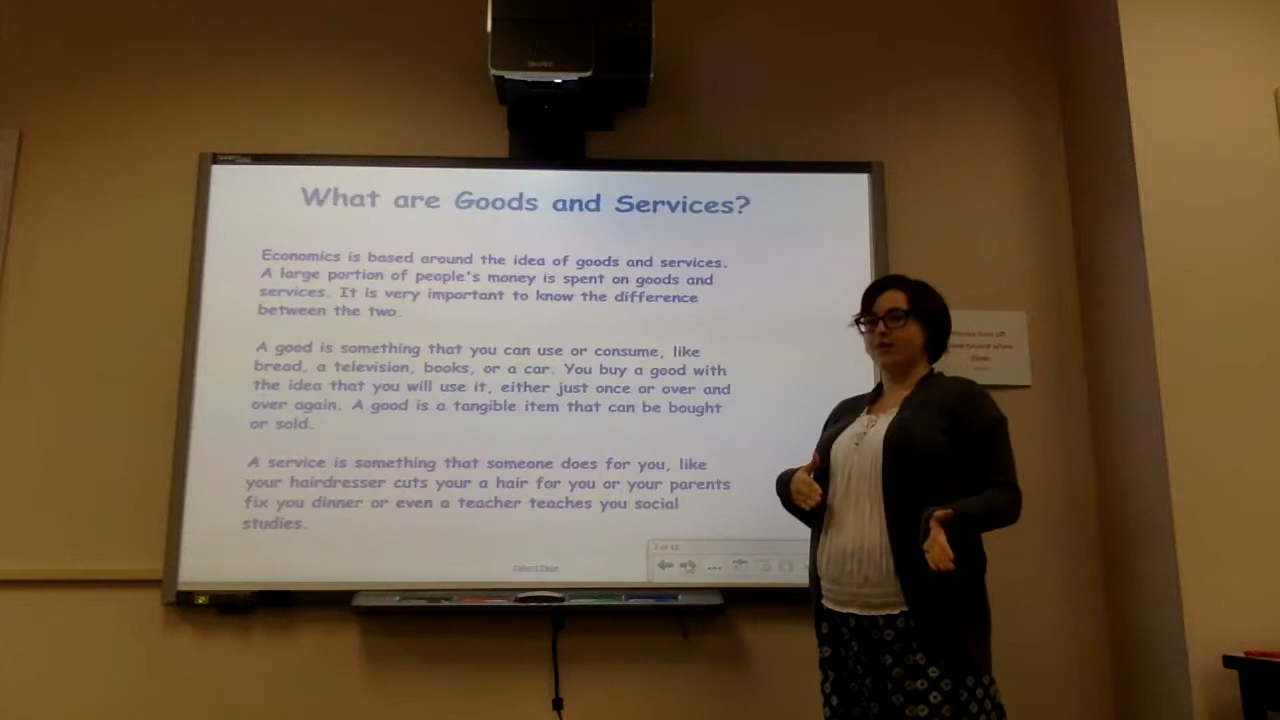 What are Goods and Services?
Economics is based around the idea of goods and services.
A large portion of people's money is spent on goods and
services. It is very important to know the difference
between the two.
A good is something that you can use or consume, like
bread, a television, books, or a car. You buy a good with
the idea that you will use it, either just once or over and
over again. A good is a tangible item that can be bought
or sold.
A service is something that someone does for you, like
your hairdresser cuts your a hair for you or your parents
fix you dinner or even a teacher teaches you social
studies.
7 of 12